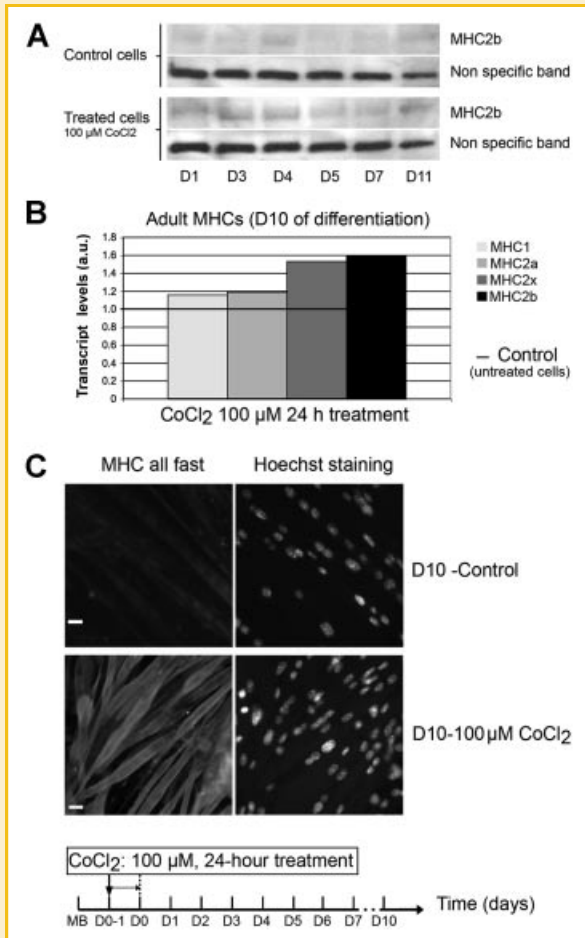 A
Control cells
MHC2b
Non specific band
Treated cells
100 µM CoCl2
MHC2b
Non specific band
D1 D3 D4 D5 D7 D11
B
Adult MHCs (D10 of differentiation)
Transcript levels (a.u.)
1.8
1.6
1.4
1.2
1.0
0.8
0.6
0.4
0.2
0
MHC1
MHC2a
MHC2x
MHC2b
– Control
(untreated cells)
CoCl2 100 µM 24 h treatment
C
MHC all fast Hoechst staining
D10 -Control
D10-100µM CoCl2
CoCl2: 100 µM, 24-hour treatment
MB D0-1 D0 D1 D2 D3 D4 D5 D6 D7 D10
Time (days)